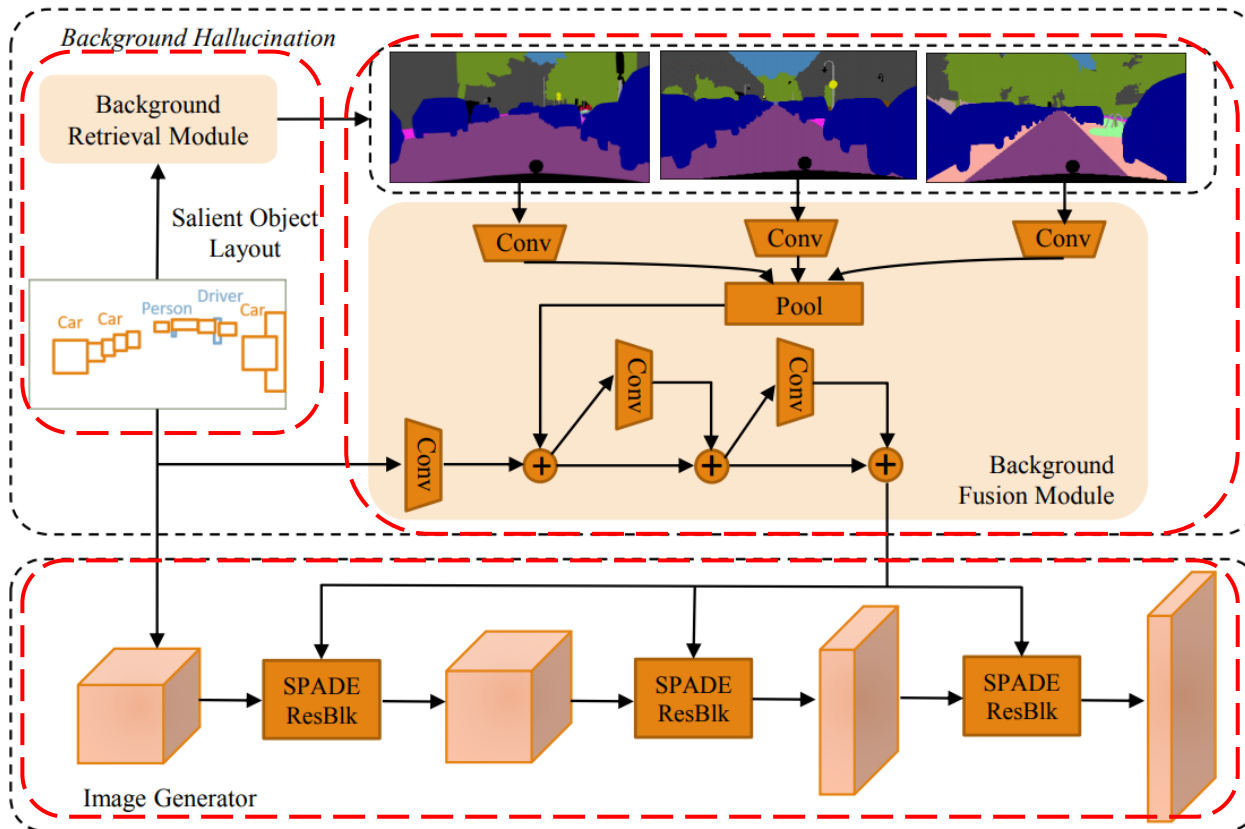 Background Hallucination
Background
Retrieval Module
Salient Object
Layout
Car
Car
Person
Driver
Car
Conv
Conv
Conv
Pool
Conv
Conv
Conv
+
+
+
Background
Fusion Module
SPADE
ResBlk
SPADE
ResBlk
SPADE
ResBlk
Image Generator